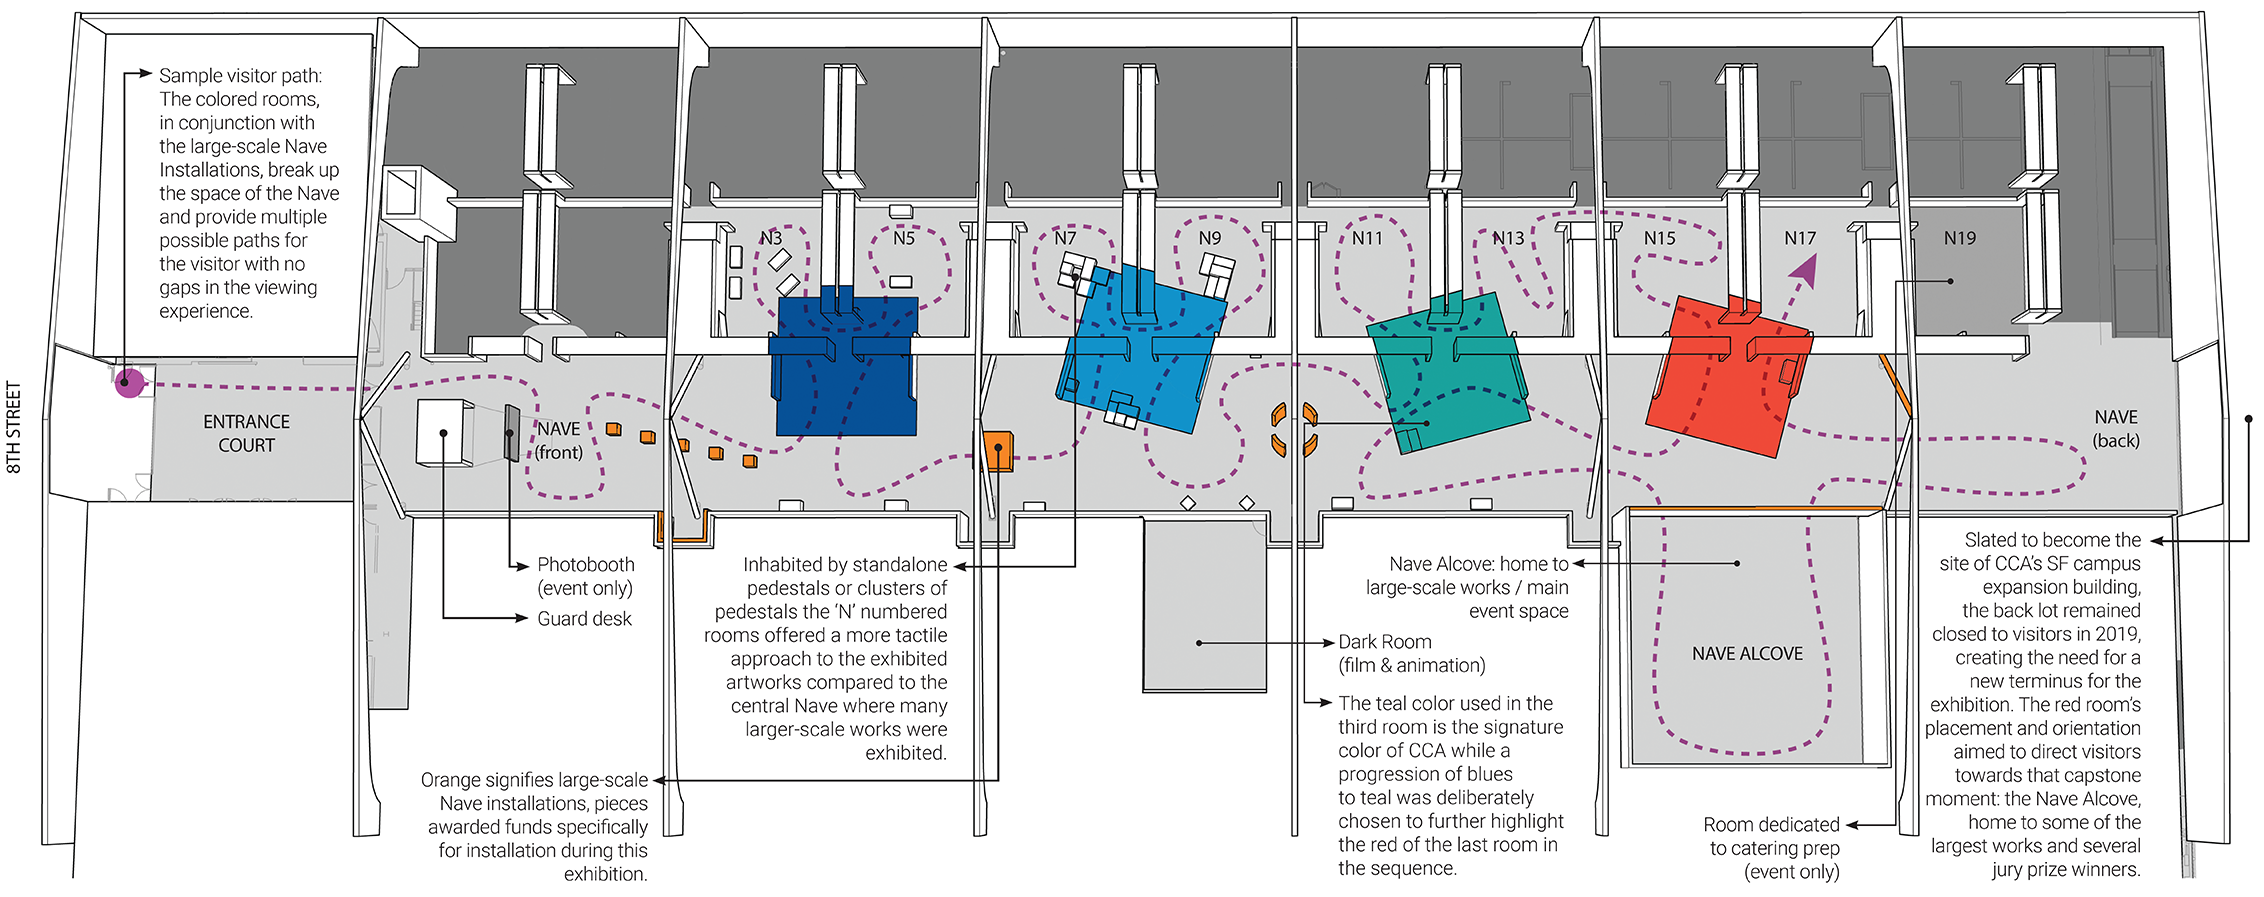 8TH STREET
Sample visitor path:
The colored rooms,
in conjunction with
the large-scale Nave
Installations, break up
the space of the Nave
and provide multiple
possible paths for
the visitor with no
gaps in the viewing
experience.
N3
N5
N7
N9
N11
N13
N15
N17
N19
ENTRANCE
COURT
NAVE
(front)
NAVE
(back)
Photobooth
(event only)
Guard desk
Orange signifies large-scale
Nave installations, pieces
awarded funds specifically
for installation during this
exhibition.
Inhabited by standalone
pedestals or clusters of
pedestals the ‘N’ numbered
rooms offered a more tactile
approach to the exhibited
artworks compared to the
central Nave where many
larger-scale works were
exhibited.
Nave Alcove: home to
large-scale works / main
event space
Dark Room
(film & animation)
The teal color used in the
third room is the signature
color of CCA while a
progression of blues
to teal was deliberately
chosen to further highlight
the red of the last room in
the sequence.
NAVE ALCOVE
Room dedicated
to catering prep
(event only)
Slated to become the
site of CCA’s SF campus
expansion building,
the back lot remained
closed to visitors in 2019,
creating the need for a
new terminus for the
exhibition. The red room’s
placement and orientation
aimed to direct visitors
towards that capstone
moment: the Nave Alcove,
home to some of the
largest works and several
jury prize winners.